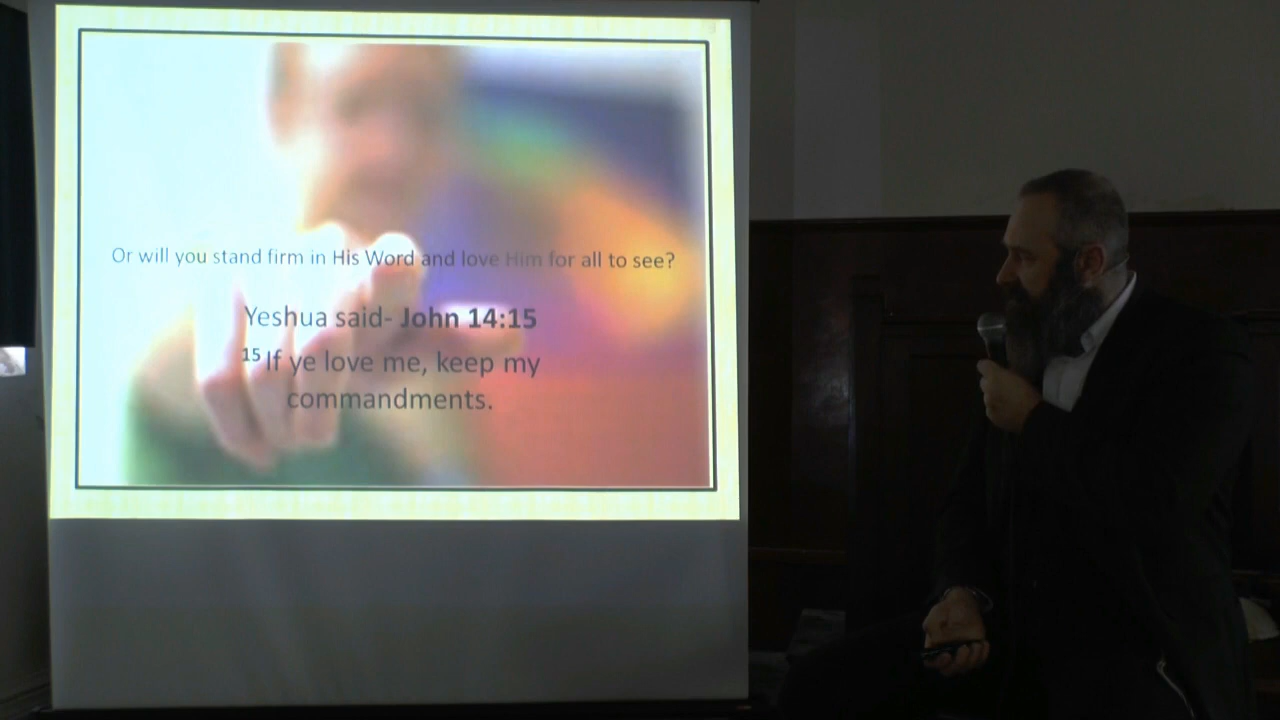 Or will you stand firm in His Word and love Him for all to see?
Yeshua said- John 14:15
15 If ye love me, keep my
commandments.